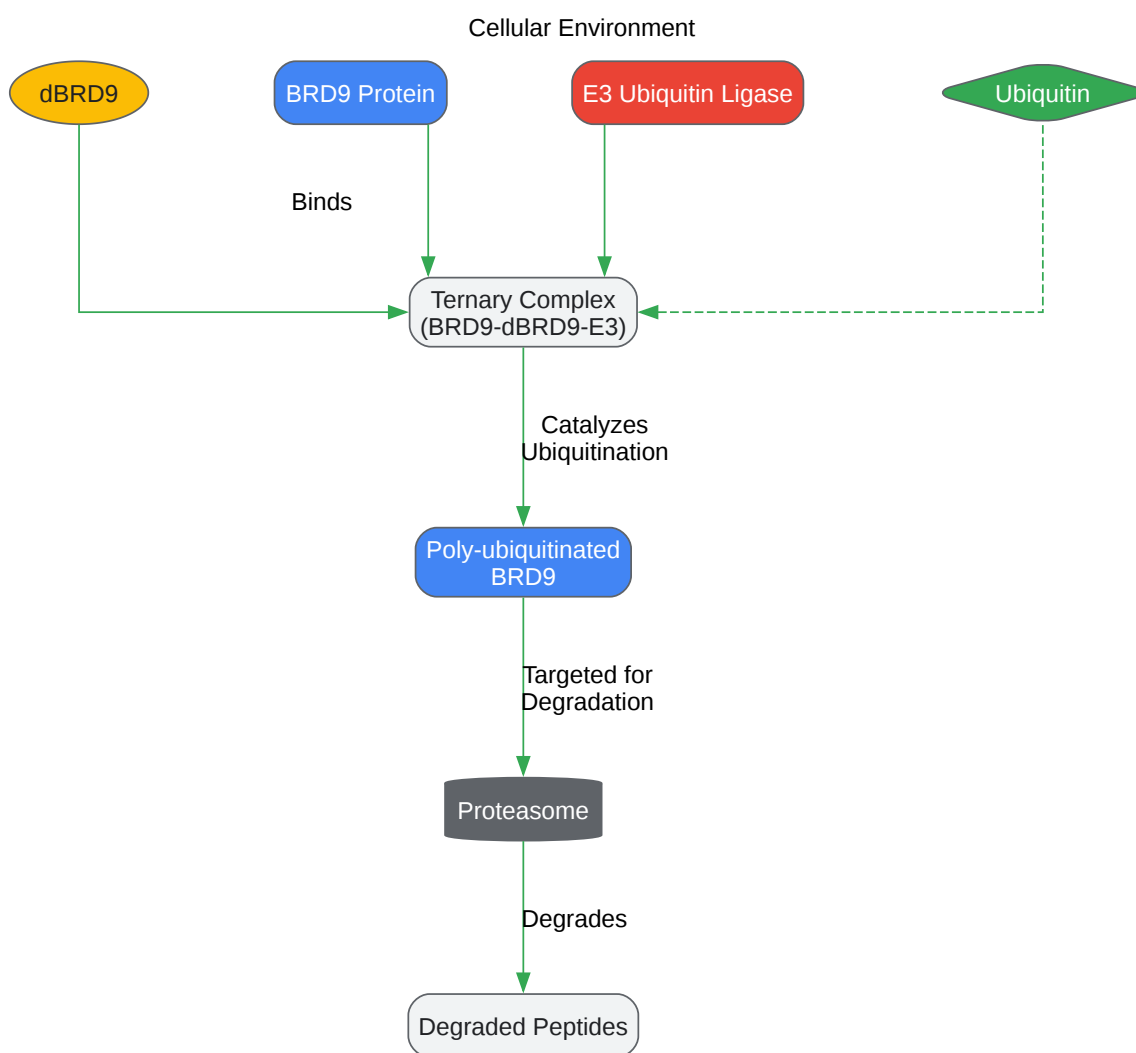 Cellular Environment
dBRD9
BRD9 Protein
E3 Ubiquitin Ligase
Ubiquitin
Binds
Ternary Complex
(BRD9-dBRD9-E3)
Catalyzes
Ubiquitination
Poly-ubiquitinated
BRD9
Targeted for
Degradation
Proteasome
Degrades
Degraded Peptides